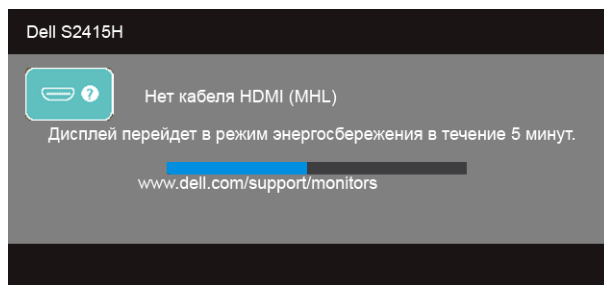 Dell S2415H
Нет кабеля HDMI (MHL)
Дисплей перейдет в режим энергосбережения в течение 5 минут.
www.dell.com/support/monitors